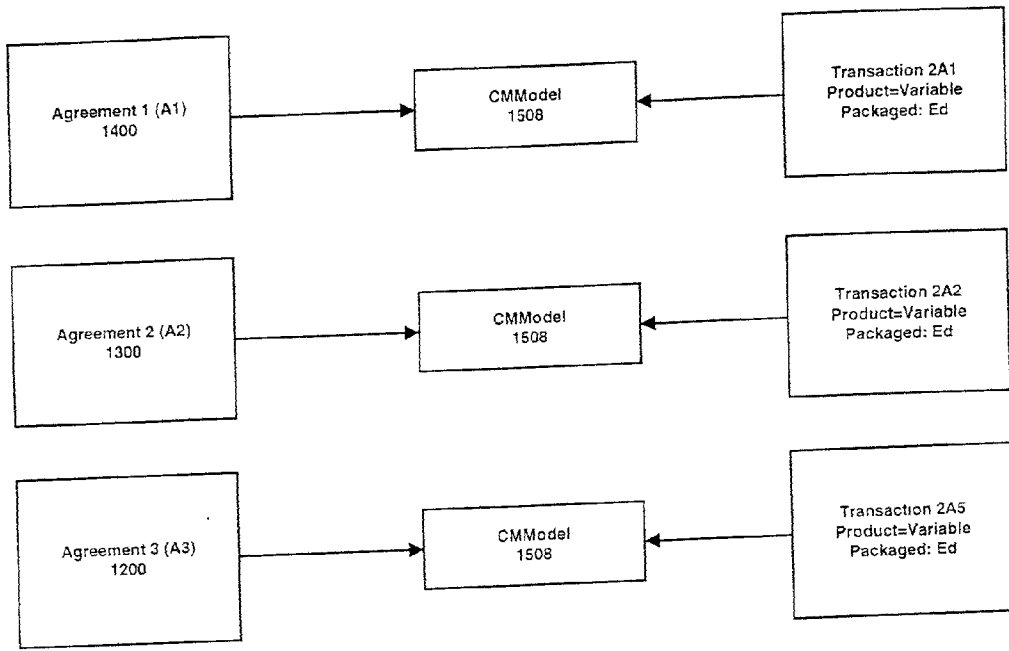 Agreement 1 (A1)
1400
CMModel
1508
Transaction 2A1
Product=Variable
Packaged: Ed
Agreement 2 (A2)
1300
CMModel
1508
Transaction 2A2
Product=Variable
Packaged: Ed
Agreement 3 (A3)
1200
CMModel
1508
Transaction 2A5
Product=Variable
Packaged: Ed